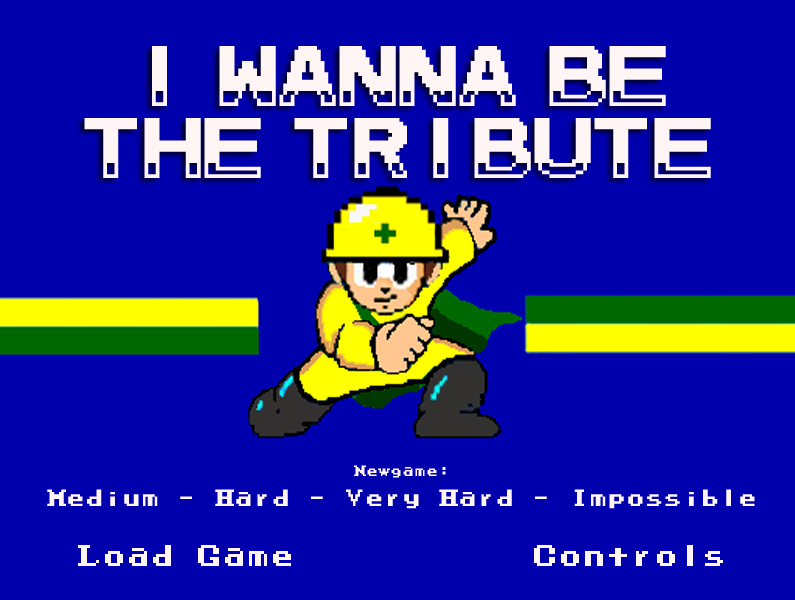 I WANNA BE
THE TRIBUTE
Newgame:
Medium - Hard - Very Hard - Impossible
Load Game
Controls